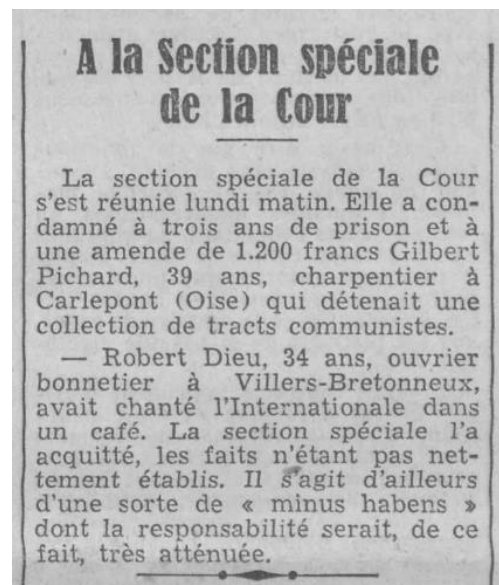 A la Section spéciale
de la Cour
La section spéciale de la Cour
s'est réunie lundi matin. Elle a con-
damné à trois ans de prison et à
une amende de 1.200 francs Gilbert
Pichard, 39 ans, charpentier à
Carlepont (Oise) qui détenait une
collection de tracts communistes.
— Robert Dieu, 34 ans, ouvrier
bonnetier à Villers-Bretonneux,
avait chanté l'Internationale dans
un café. La section spéciale l'a
acquitté, les faits n'étant pas net-
tement établis. Il s'agit d'ailleurs
d'une sorte de « minus habens »
dont la responsabilité serait, de ce
fait, très atténuée.